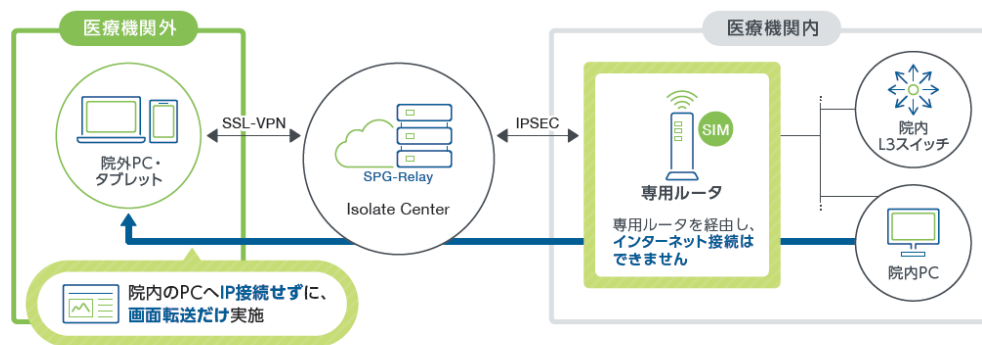 医療機関外
医療機関内
院外PC・
タブレット
SSL-VPN
SPG-Relay
Isolate Center
IPSEC
SIM
専用ルータ
専用ルータを経由し、
インターネット接続は
できません
院内
L3スイッチ
院内PC
院内のPCへIP接続せずに、
画面転送だけ実施